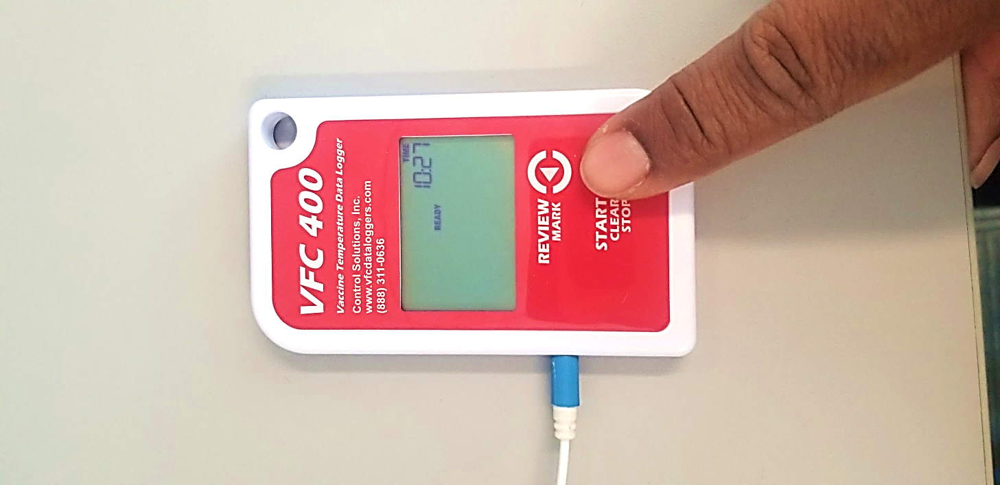 VFC 400
Vaccine Temperature Data Logger
Control Solutions, Inc.
www.vfcdataloggers.com
(888) 311-0636
TIME
10:27
READY
REVIEW
MARK
START
CLEAR
STOP